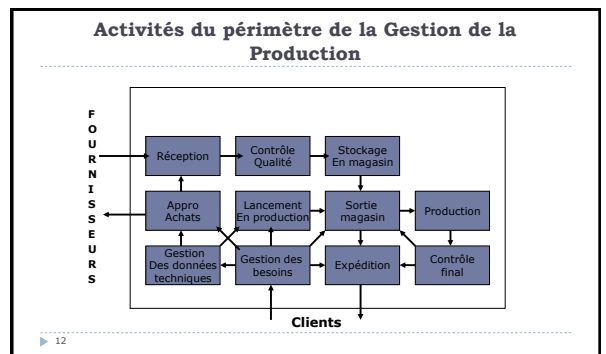 Activités du périmètre de la Gestion de la
Production
FOURNISSEURS
Réception
Contrôle
Qualité
Stockage
En magasin
Appro
Achats
Lancement
En production
Sortie
magasin
Production
Gestion
Des données
techniques
Gestion des
besoins
Expédition
Contrôle
final
Clients
12